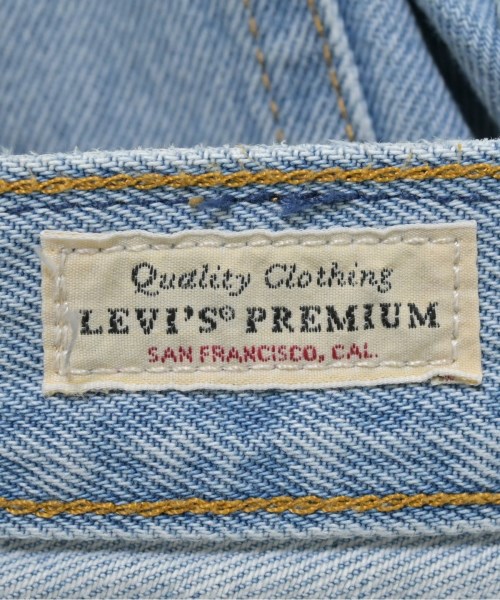 Quality Clothing
LEVI'S® PREMIUM
SAN FRANCISCO, CAL.